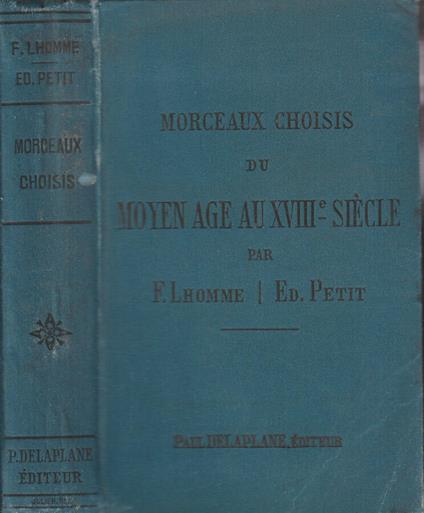 F. LHOMME
ED. PETIT
MORCEAUX
CHOISIS
P. DELAPLANE
ÉDITEUR
MORCEAUX CHOISIS
DU
MOYEN AGE AU XVIIIe SIÈCLE
PAR
F. LHOMME | ED. PETIT
PAUL DELAPLANE, ÉDITEUR